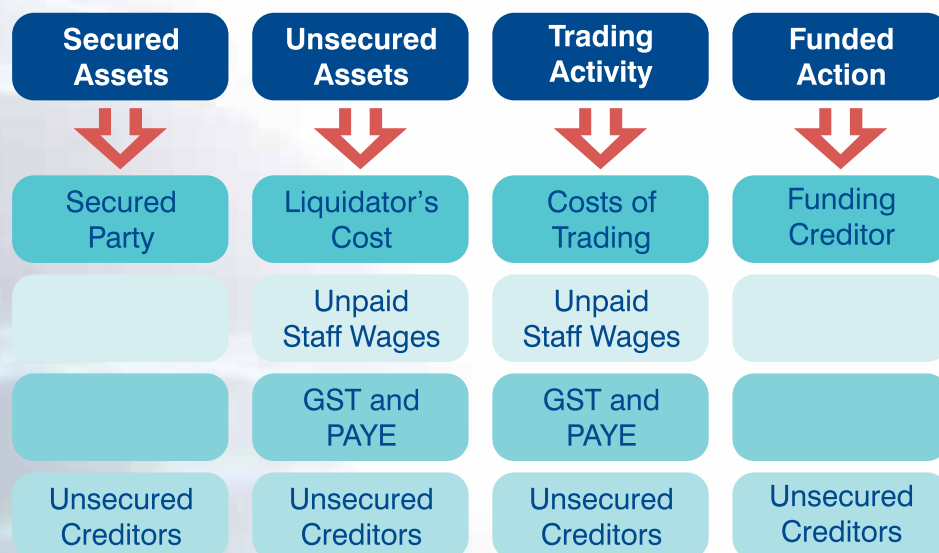 Secured
Assets
Unsecured
Assets
Trading
Activity
Funded
Action
Secured
Party
Liquidator's
Cost
Costs of
Trading
Funding
Creditor
Unpaid
Staff Wages
Unpaid
Staff Wages
GST and
PAYE
GST and
PAYE
Unsecured
Creditors
Unsecured
Creditors
Unsecured
Creditors
Unsecured
Creditors